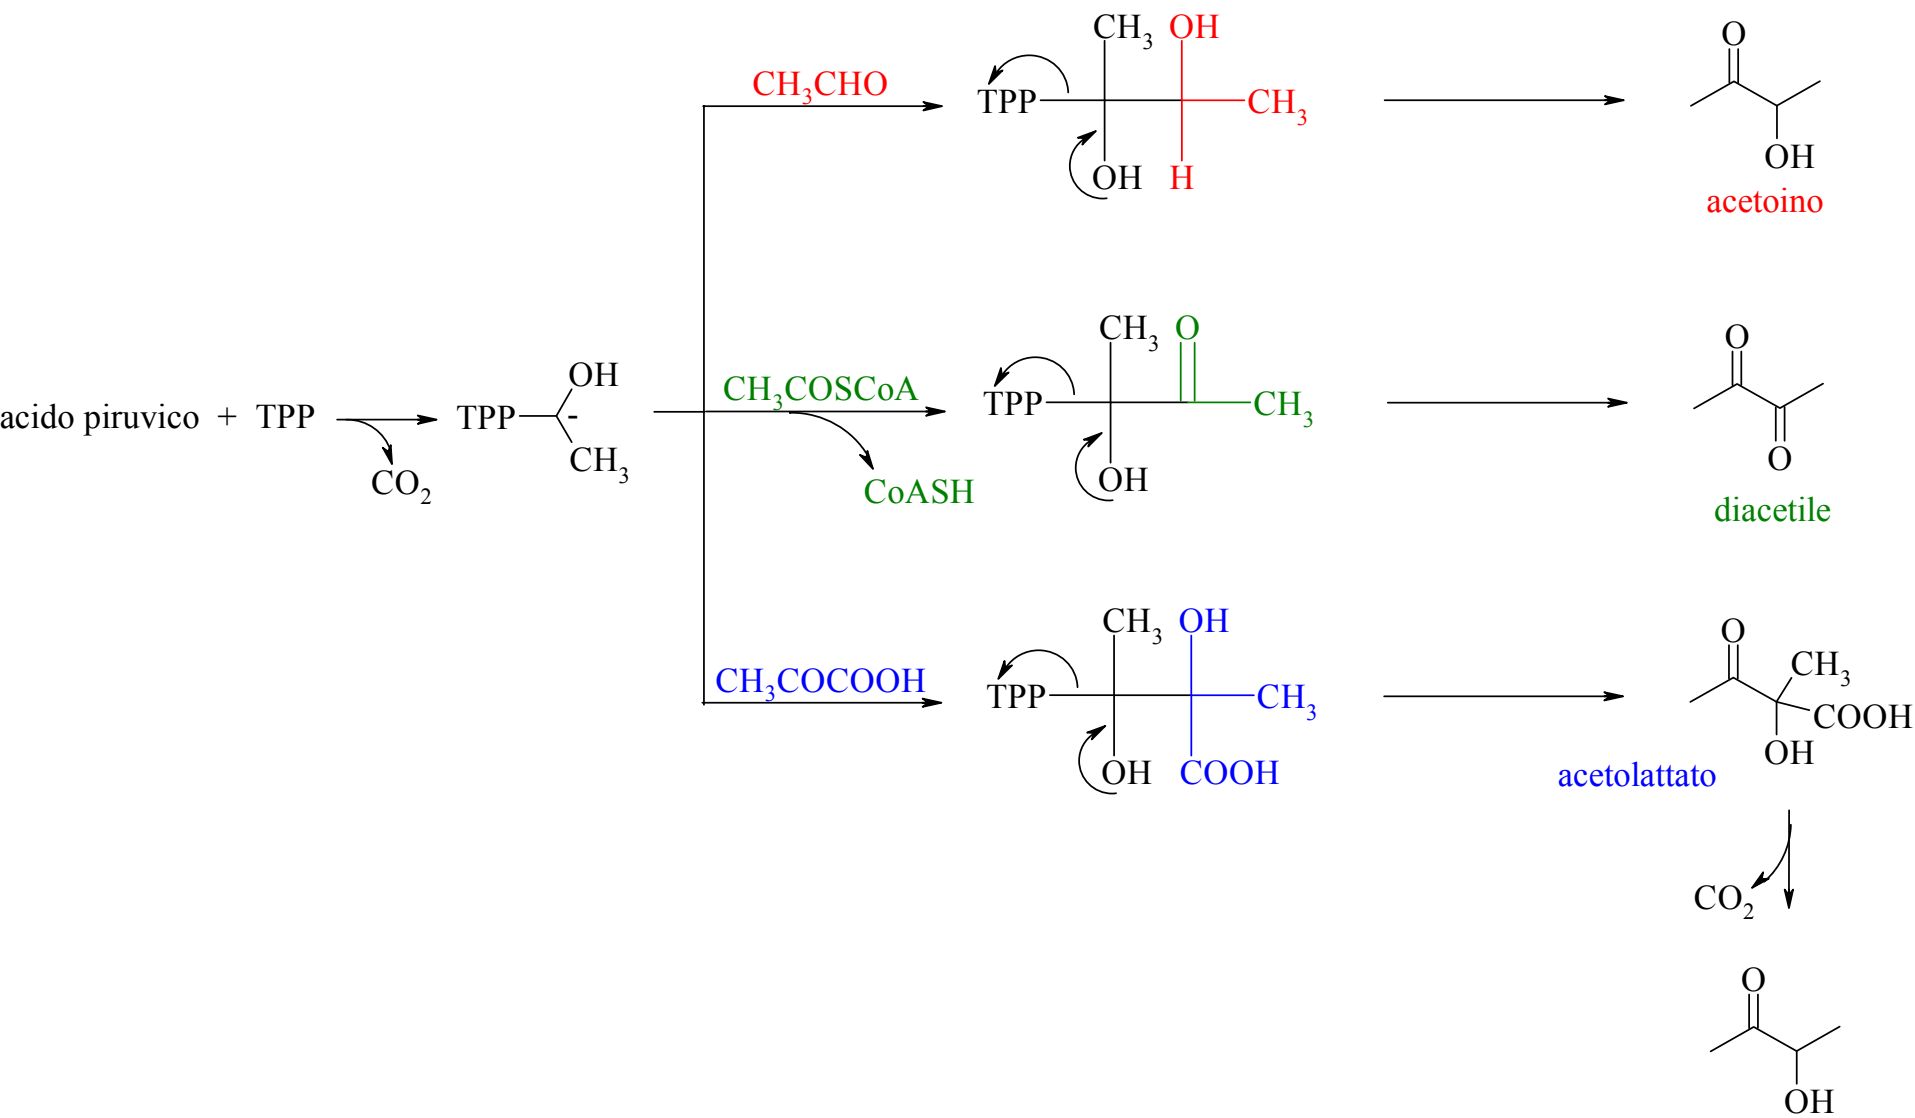 acido piruvico + TPP
CO2
TPP
OH
-
CH3
CH3CHO
CH3 OH
TPP CH3
OH H
O
OH
acetoino
CH3COSCoA
CoASH
CH3 O
TPP CH3
OH
O
O
diacetile
CH3COCOOH
CH3 OH
TPP CH3
OH COOH
O
CH3
COOH
OH
acetolattato
CO2
O
OH